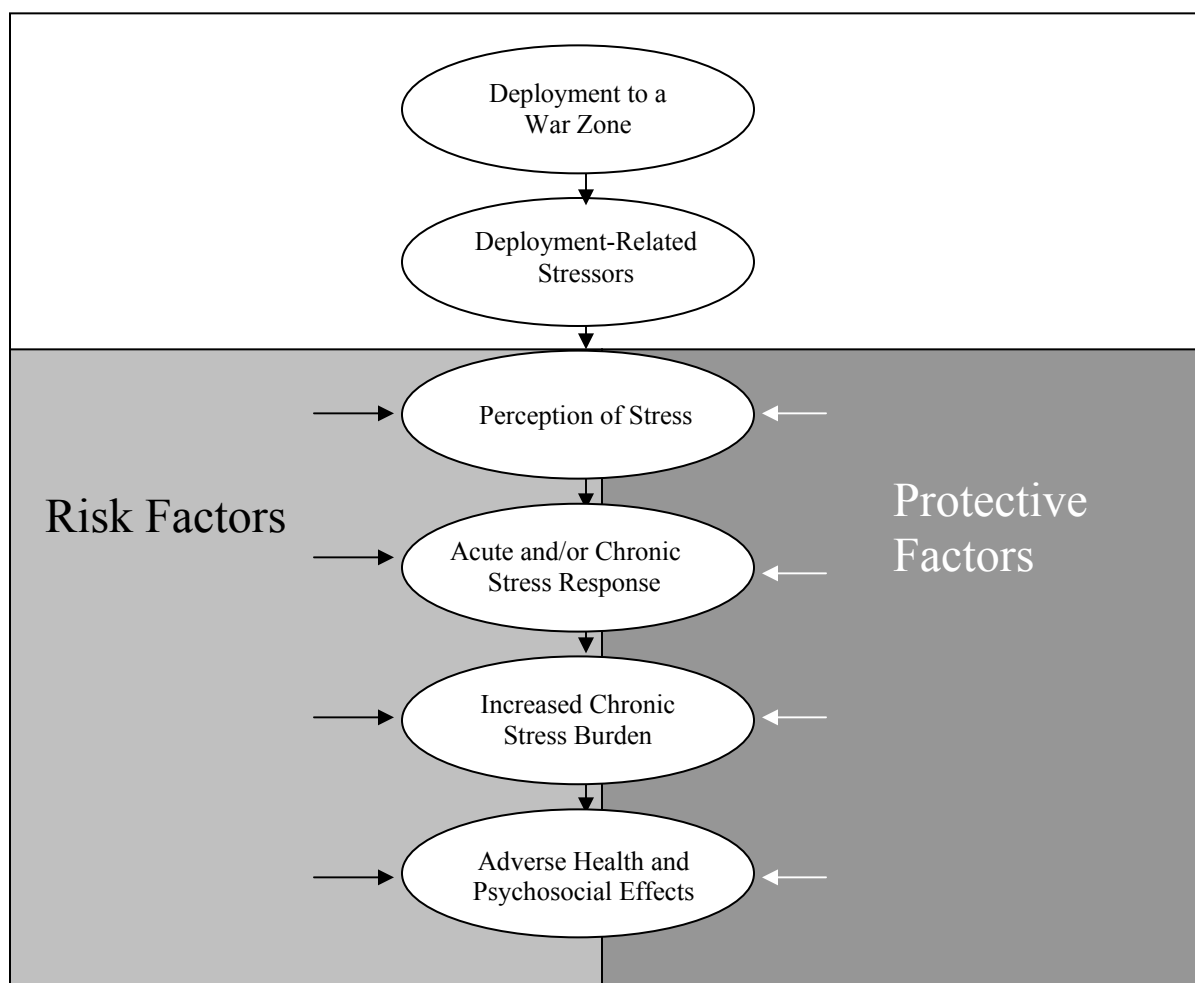 Deployment to a
War Zone
Deployment-Related
Stressors
Perception of Stress
Risk Factors
Protective
Factors
Acute and/or Chronic
Stress Response
Increased Chronic
Stress Burden
Adverse Health and
Psychosocial Effects